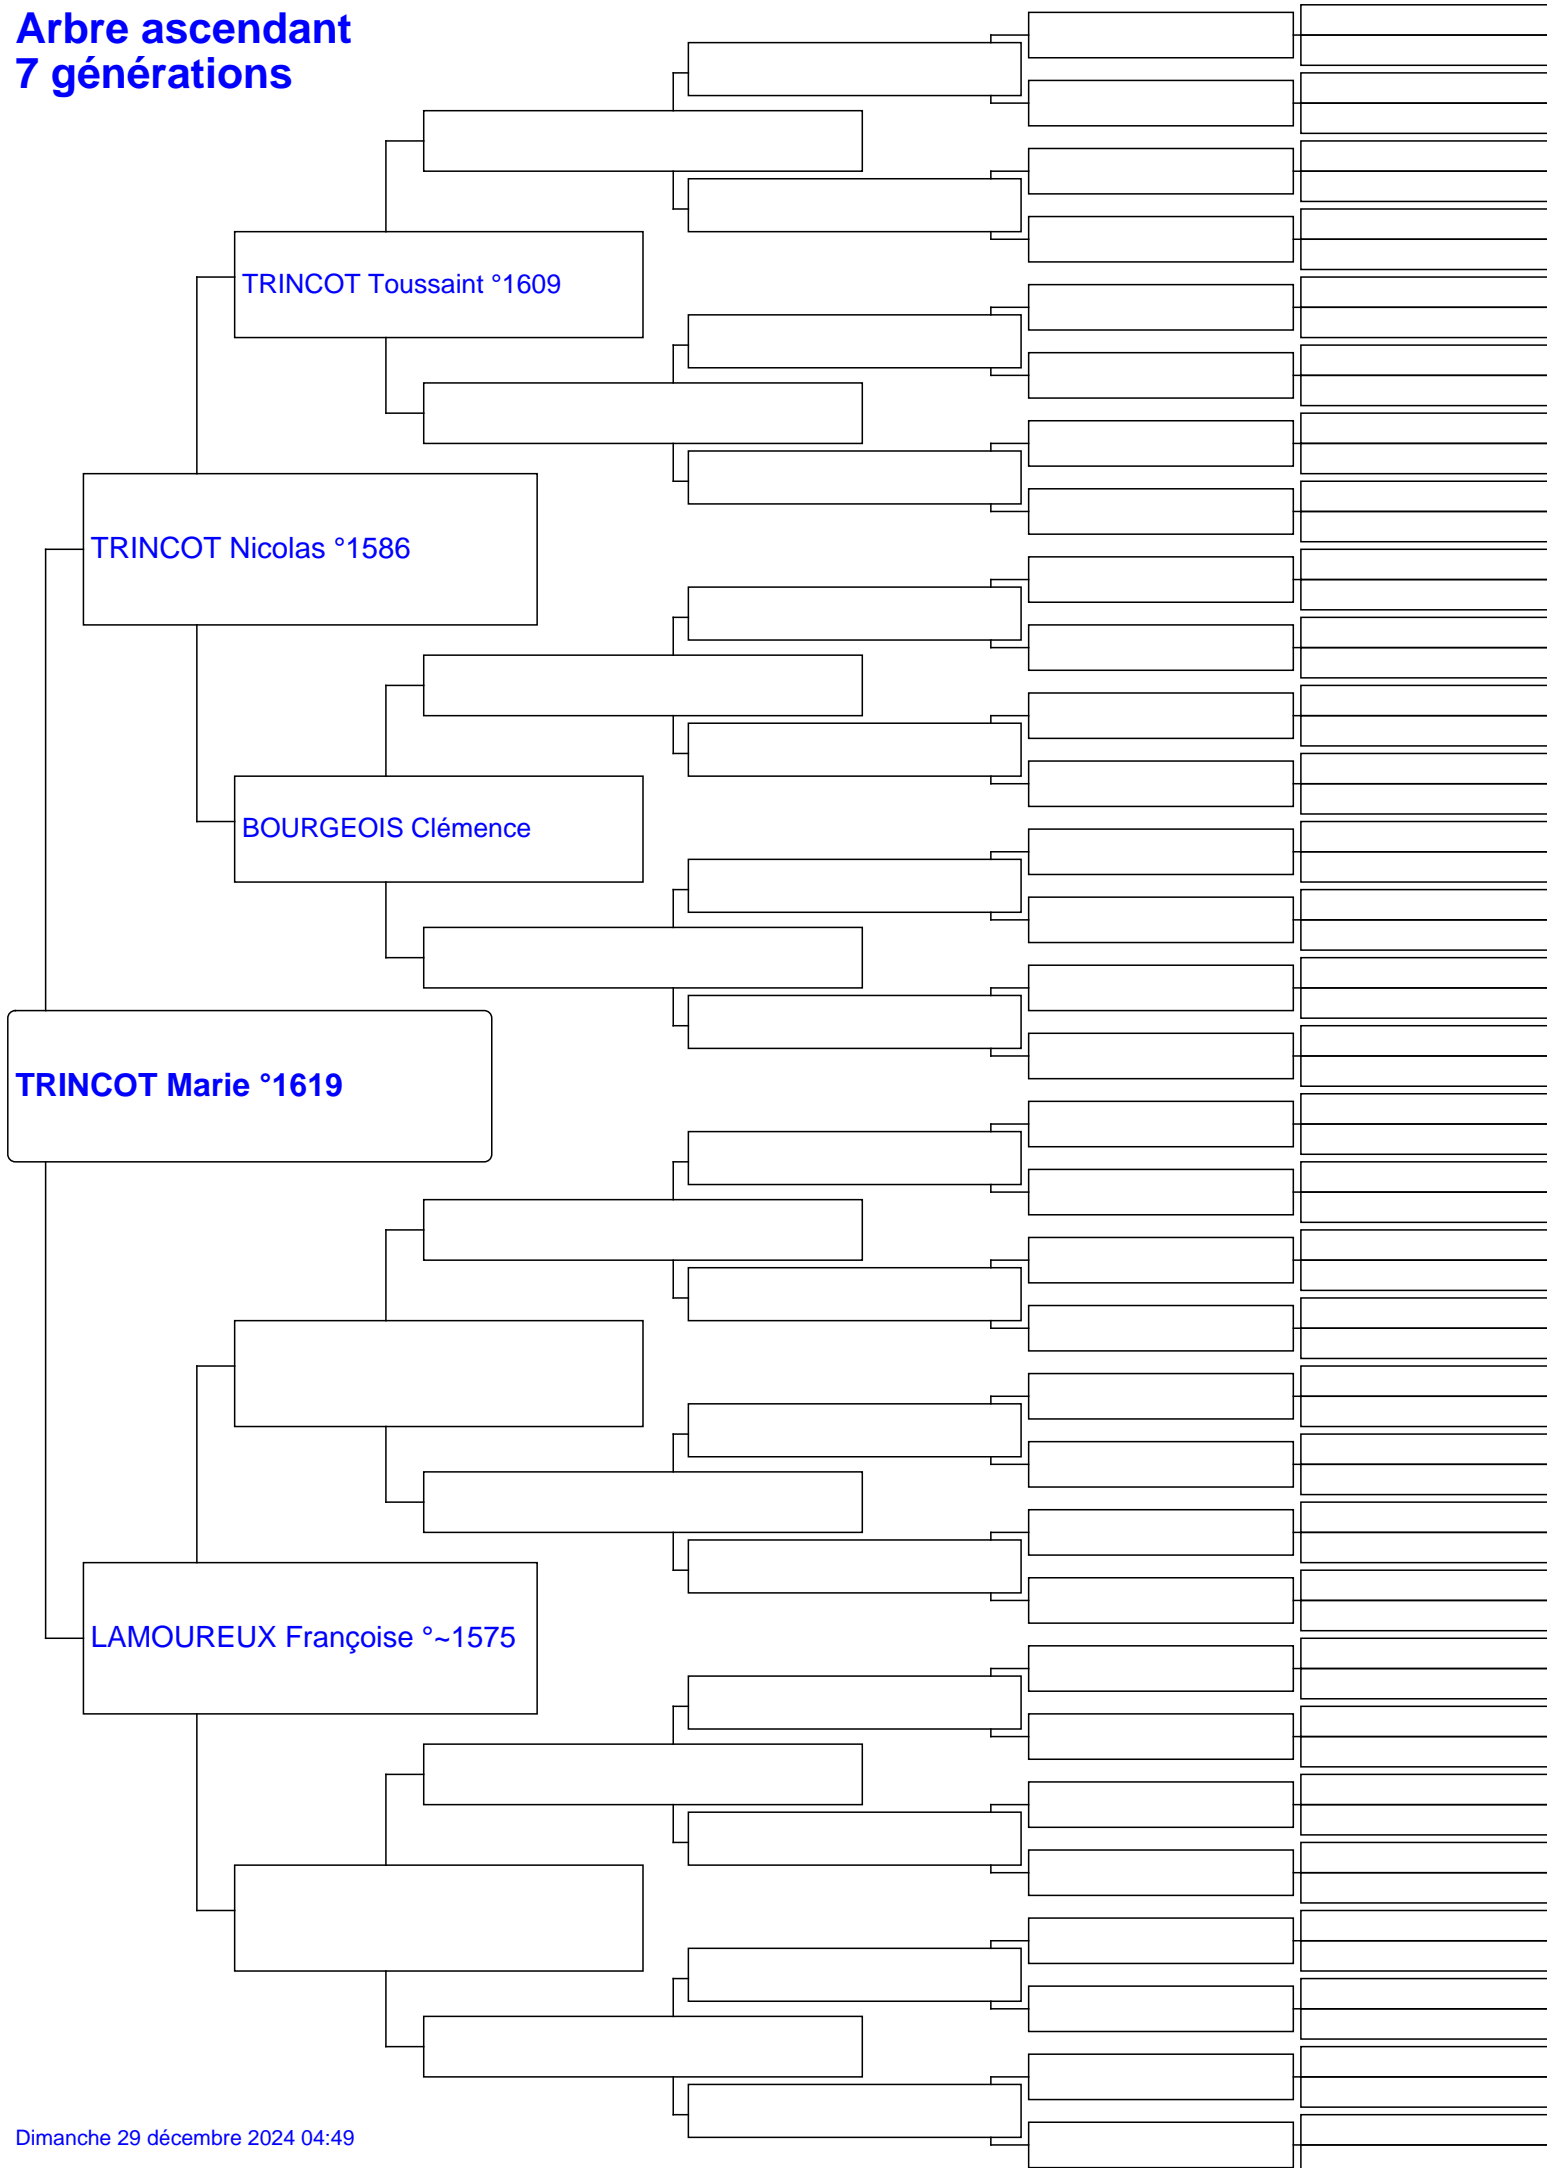 Arbre ascendant
7 générations
TRINCOT Toussaint °1609
TRINCOT Nicolas °1586
BOURGEOIS Clémence
TRINCOT Marie °1619
LAMOUREUX Françoise °~1575
Dimanche 29 décembre 2024 04:49